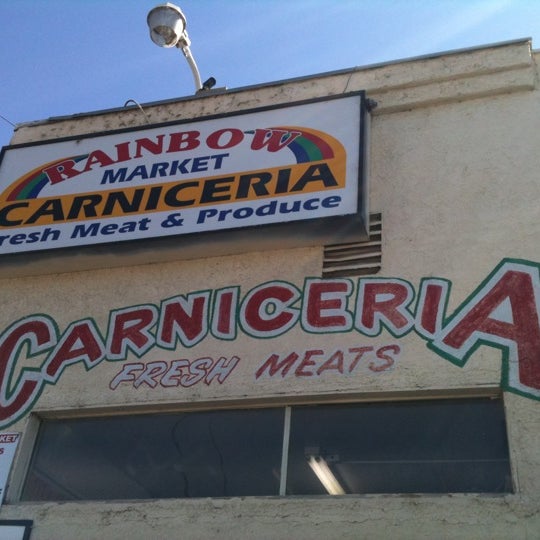 RAINBOW
MARKET
CARNICERIA
Fresh Meat & Produce
CARNICERIA
FRESH MEATS